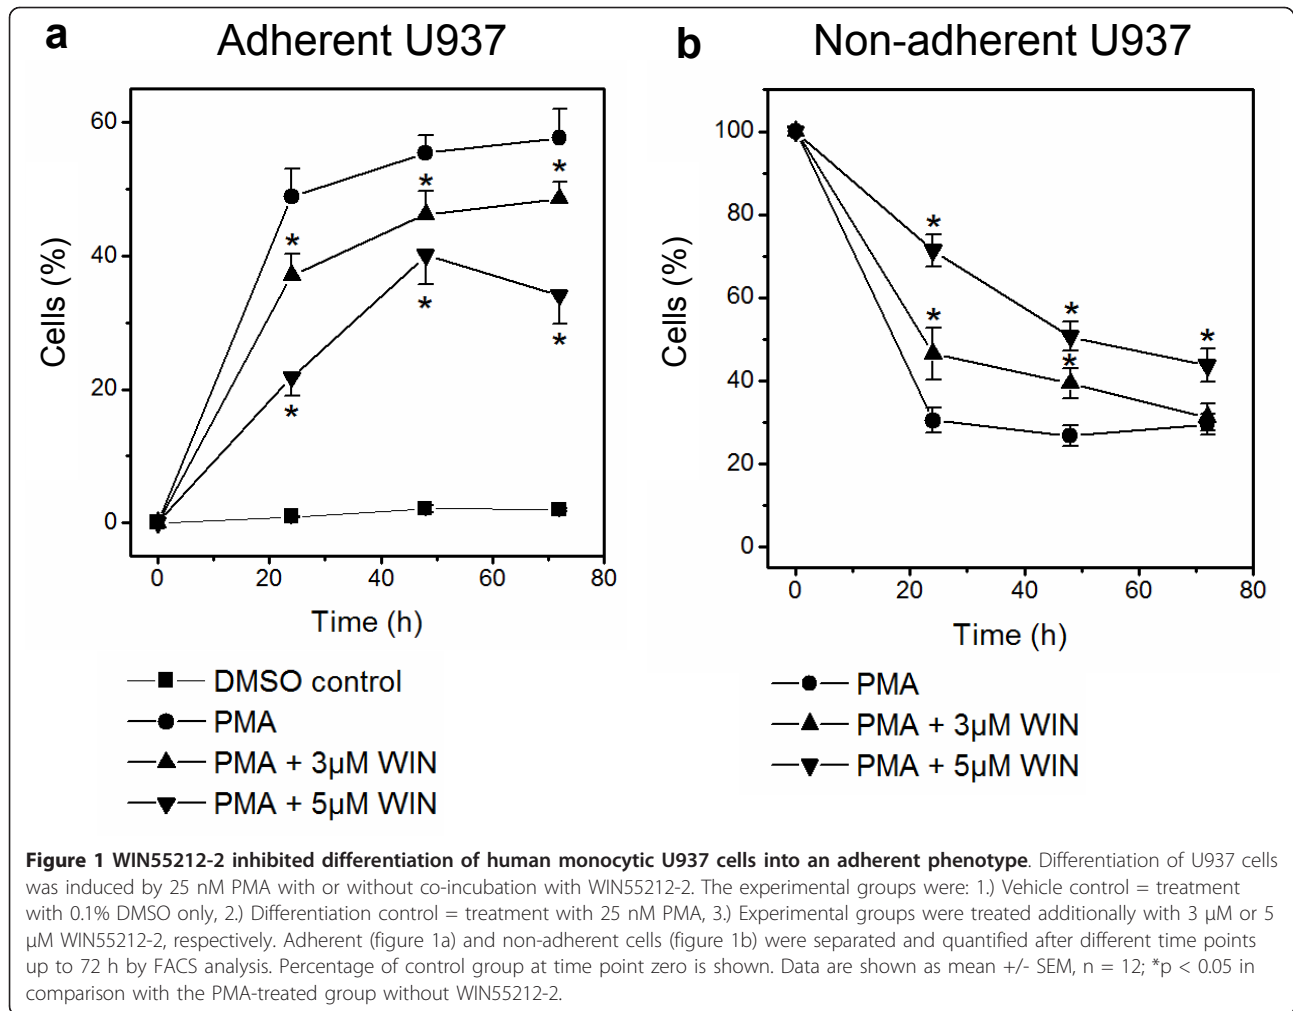 a
Adherent U937
60
40
20
0
Cells (%)
* * *
* * *
0 20 40 60 80
Time (h)
DMSO control
PMA
PMA + 3µM WIN
PMA + 5µM WIN
b
Non-adherent U937
100
80
60
40
20
0
Cells (%)
* * *
* *
0 20 40 60 80
Time (h)
PMA
PMA + 3µM WIN
PMA + 5µM WIN
Figure 1 WIN55212-2 inhibited differentiation of human monocytic U937 cells into an adherent phenotype. Differentiation of U937 cells
was induced by 25 nM PMA with or without co-incubation with WIN55212-2. The experimental groups were: 1.) Vehicle control = treatment
with 0.1% DMSO only, 2.) Differentiation control = treatment with 25 nM PMA, 3.) Experimental groups were treated additionally with 3 μM or 5
μM WIN55212-2, respectively. Adherent (figure 1a) and non-adherent cells (figure 1b) were separated and quantified after different time points
up to 72 h by FACS analysis. Percentage of control group at time point zero is shown. Data are shown as mean +/- SEM, n = 12; *p < 0.05 in
comparison with the PMA-treated group without WIN55212-2.